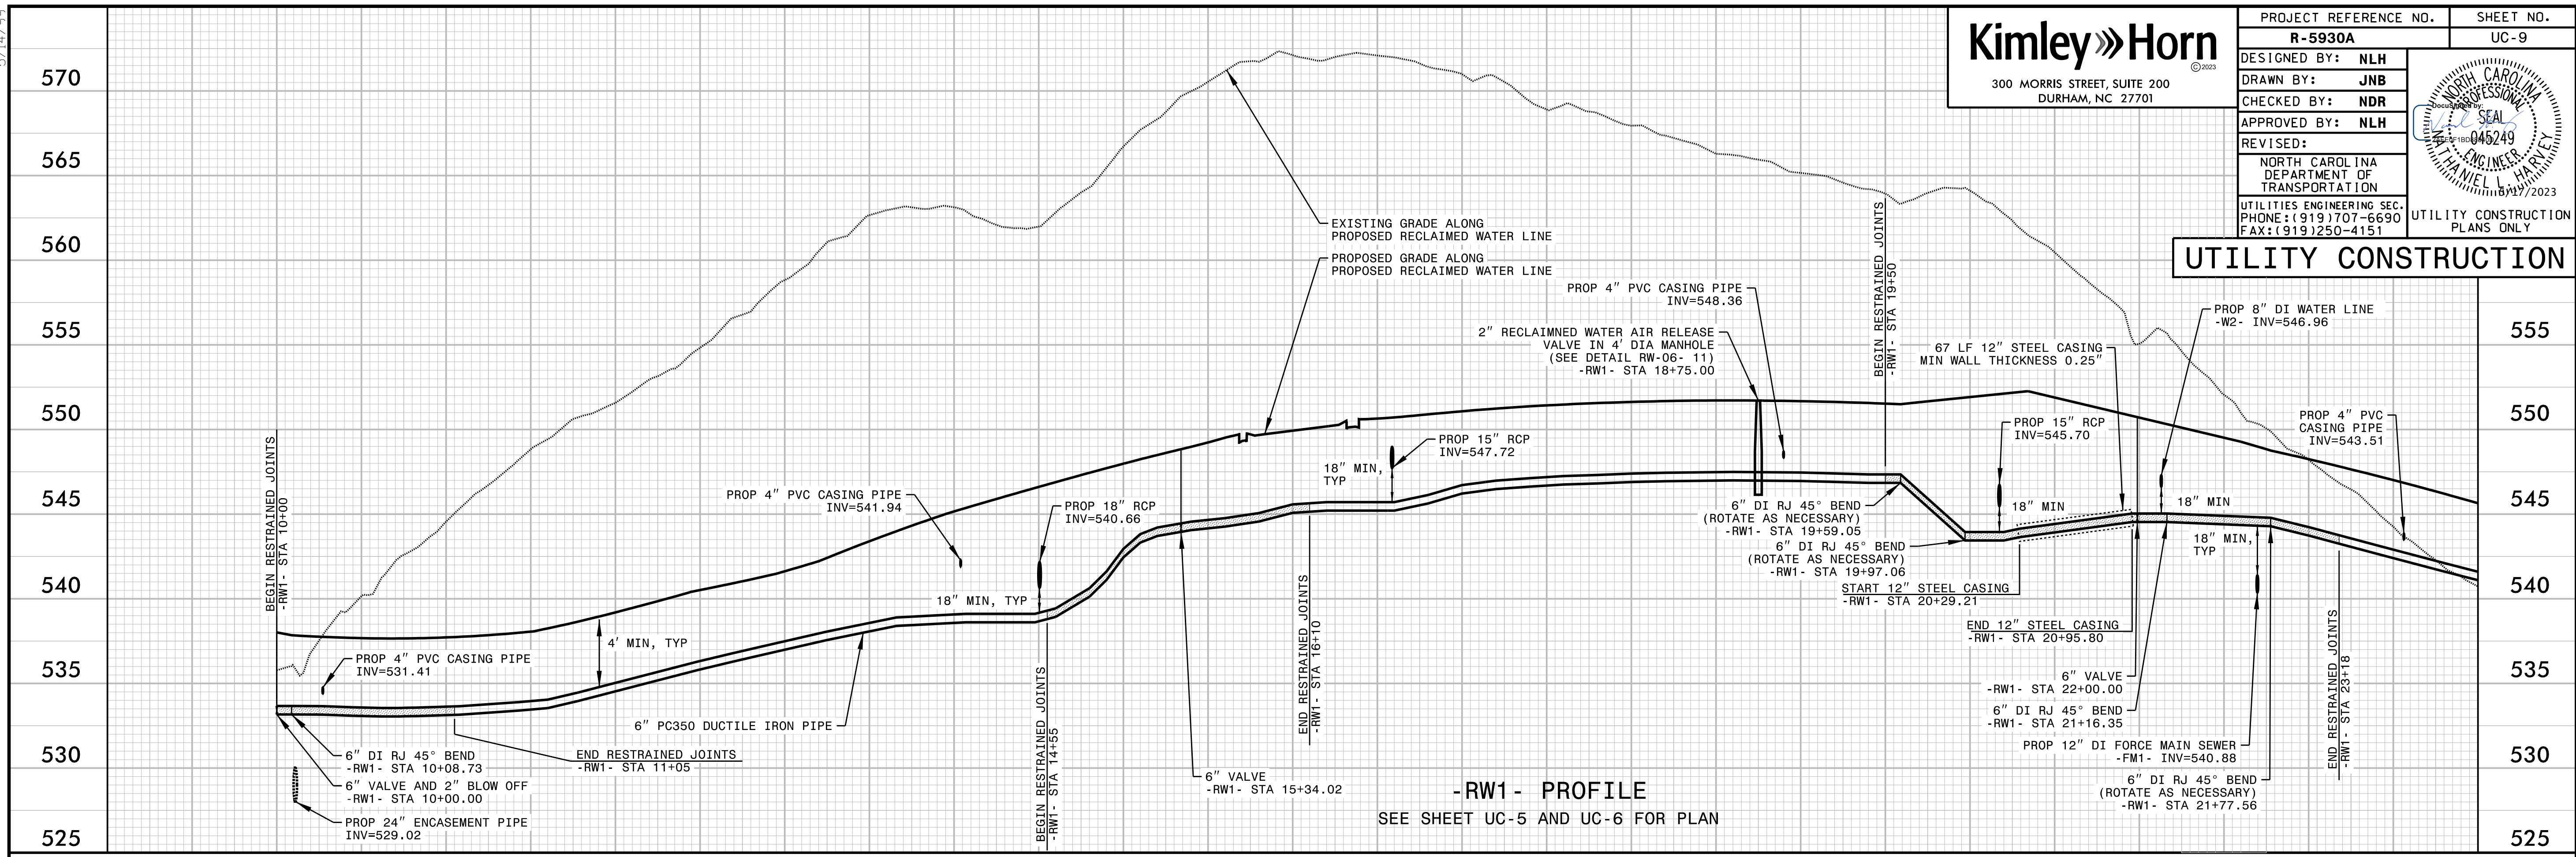 570
565
560
555
550
545
540
535
530
525
Kimley Horn
©2023
300 MORRIS STREET, SUITE 200
DURHAM, NC 27701
PROJECT REFERENCE NO.
SHEET NO.
R-5930A
UC-9
DESIGNED BY: NLH
DRAWN BY: JNB
CHECKED BY: NDR
APPROVED BY: NLH
REVISED:
NORTH CAROLINA
DEPARTMENT OF
TRANSPORTATION
UTILITIES ENGINEERING SEC.
PHONE:(919)707-6690
FAX:(919)250-4151
NORTH CAROLINA
PROFESSIONAL
DocuSigned by:
SEAL
045249
ENGINEER
NATHANIEL L. HARVEY
UTILITY CONSTRUCTION
PLANS ONLY
UTILITY CONSTRUCTION
EXISTING GRADE ALONG
PROPOSED RECLAIMED WATER LINE
PROPOSED GRADE ALONG
PROPOSED RECLAIMED WATER LINE
BEGIN RESTRAINED JOINTS
-RW1- STA 10+00
PROP 4" PVC CASING PIPE
INV=531.41
6" DI RJ 45° BEND
-RW1- STA 10+08.73
6" VALVE AND 2" BLOW OFF
-RW1- STA 10+00.00
PROP 24" ENCASEMENT PIPE
INV=529.02
END RESTRAINED JOINTS
-RW1- STA 11+05
4' MIN, TYP
6" PC350 DUCTILE IRON PIPE
PROP 4" PVC CASING PIPE
INV=541.94
18" MIN, TYP
PROP 18" RCP
INV=540.66
BEGIN RESTRAINED JOINTS
-RW1- STA 14+55
6" VALVE
-RW1- STA 15+34.02
END RESTRAINED JOINTS
-RW1- STA 16+10
18" MIN,
TYP
PROP 15" RCP
INV=547.72
PROP 4" PVC CASING PIPE
INV=548.36
2" RECLAIMNED WATER AIR RELEASE
VALVE IN 4' DIA MANHOLE
(SEE DETAIL RW-06- 11)
-RW1- STA 18+75.00
BEGIN RESTRAINED JOINTS
-RW1- STA 19+50
6" DI RJ 45° BEND
(ROTATE AS NECESSARY)
-RW1- STA 19+59.05
6" DI RJ 45° BEND
(ROTATE AS NECESSARY)
-RW1- STA 19+97.06
START 12" STEEL CASING
-RW1- STA 20+29.21
END 12" STEEL CASING
-RW1- STA 20+95.80
67 LF 12" STEEL CASING
MIN WALL THICKNESS 0.25"
PROP 15" RCP
INV=545.70
18" MIN
PROP 8" DI WATER LINE
-W2- INV=546.96
18" MIN
18" MIN,
TYP
PROP 4" PVC
CASING PIPE
INV=543.51
6" VALVE
-RW1- STA 22+00.00
6" DI RJ 45° BEND
-RW1- STA 21+16.35
PROP 12" DI FORCE MAIN SEWER
-FM1- INV=540.88
6" DI RJ 45° BEND
(ROTATE AS NECESSARY)
-RW1- STA 21+77.56
END RESTRAINED JOINTS
-RW1- STA 23+18
-RW1- PROFILE
SEE SHEET UC-5 AND UC-6 FOR PLAN
555
550
545
540
535
530
525